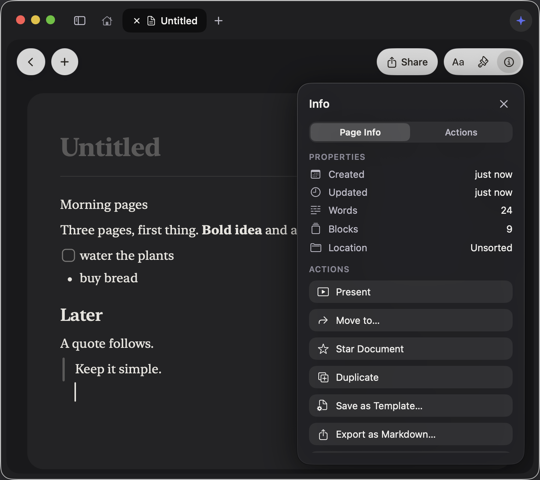 Untitled
Share
Aa
Untitled
Morning pages
Three pages, first thing. Bold idea and a
water the plants
• buy bread
Later
A quote follows.
Keep it simple.
Info
Page Info
Actions
PROPERTIES
Created just now
Updated just now
Words 24
Blocks 9
Location Unsorted
ACTIONS
Present
Move to...
Star Document
Duplicate
Save as Template...
Export as Markdown...